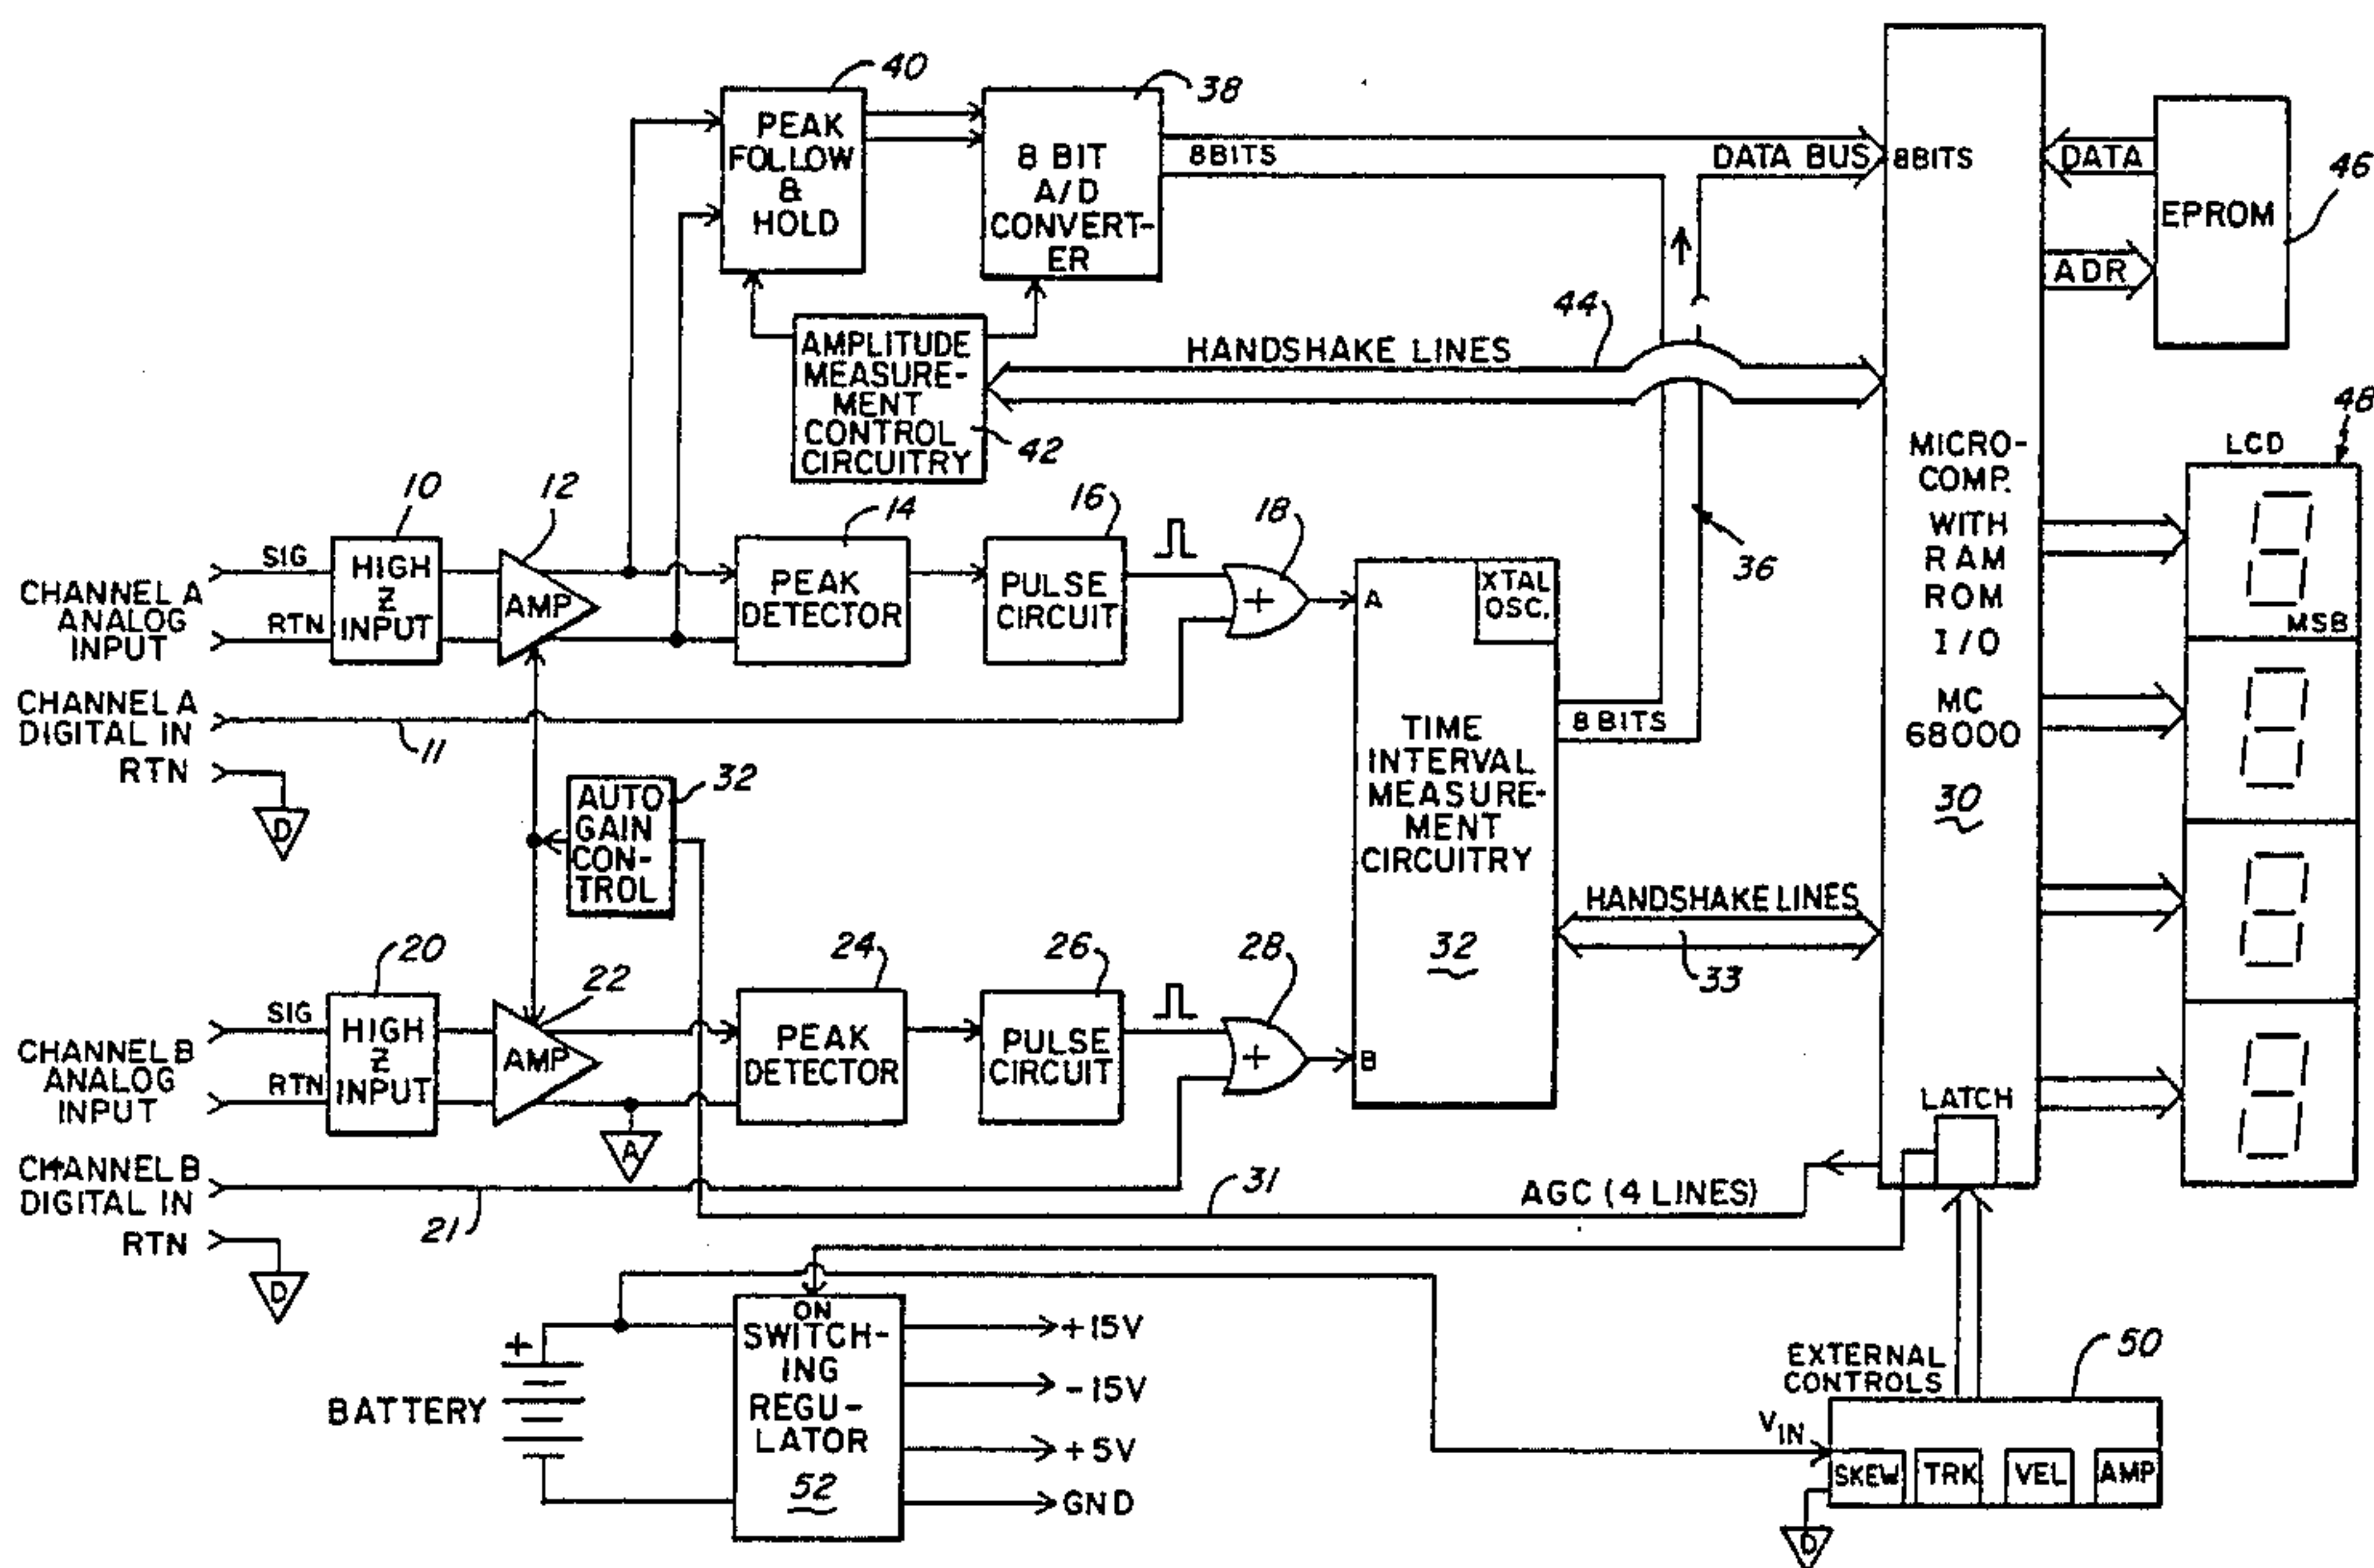 40
PEAK
FOLLOW
&
HOLD
38
8 BIT
A/D
CONVERT-
ER
8BITS
DATA BUS
8BITS
DATA
ADR
EPROM
46
AMPLITUDE
MEASURE-
MENT
CONTROL
CIRCUITRY
42
HANDSHAKE LINES
44
MICRO-
COMP.
WITH
RAM
ROM
I/O
MC
68000
30
LATCH
LCD
48
MSB
CHANNEL A
ANALOG
INPUT
SIG
RTN
10
HIGH
Z
INPUT
12
AMP
14
PEAK
DETECTOR
16
PULSE
CIRCUIT
18
+
A
XTAL
OSC.
TIME
INTERVAL
MEASURE-
MENT
CIRCUITRY
32
B
8 BITS
36
CHANNEL A
DIGITAL IN
11
RTN
D
AUTO
GAIN
CON-
TROL
32
HANDSHAKE LINES
33
CHANNEL B
ANALOG
INPUT
SIG
RTN
20
HIGH
Z
INPUT
22
AMP
A
24
PEAK
DETECTOR
26
PULSE
CIRCUIT
28
+
CHANNEL B
DIGITAL IN
21
RTN
D
31
AGC (4 LINES)
BATTERY
+
ON
SWITCH-
ING
REGU-
LATOR
52
+15V
-15V
+5V
GND
EXTERNAL
CONTROLS
50
VIN
SKEW
TRK
VEL
AMP
D